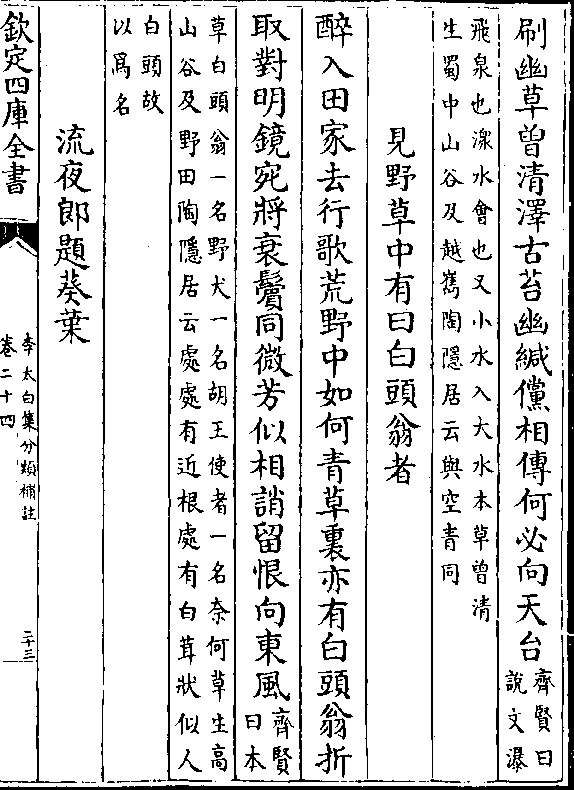 刷幽草曾清澤古苔幽緘儻相傳何必向天台齊賢曰說文瀑
飛泉也潨水會也又小水入大水本草曾清
生蜀中山谷及越嶲陶隱居云與空青同
見野草中有曰白頭翁者
醉入田家去行歌荒野中如何青草裏亦有白頭翁折
取對明鏡宛將衰鬢同微芳似相誚留恨向東風齊賢曰本
草白頭翁一名野犬一名胡王使者一名奈何草生高
山谷及野田陶隱居云處處有近根處有白茸狀似人
白頭故
以爲名
流夜郎題葵葉
欽定四庫全書
李太白集分類補註
卷二十四
二十三